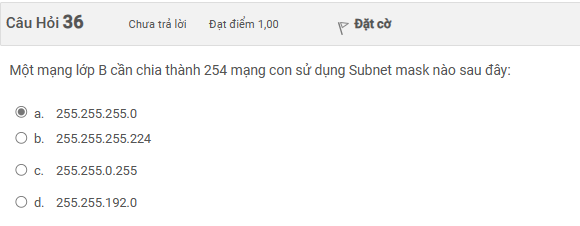 Câu Hỏi 36 Chưa trả lời Đạt điểm 1,00 Đặt cờ
Một mạng lớp B cần chia thành 254 mạng con sử dụng Subnet mask nào sau đây:
a. 255.255.255.0
b. 255.255.255.224
c. 255.255.0.255
d. 255.255.192.0